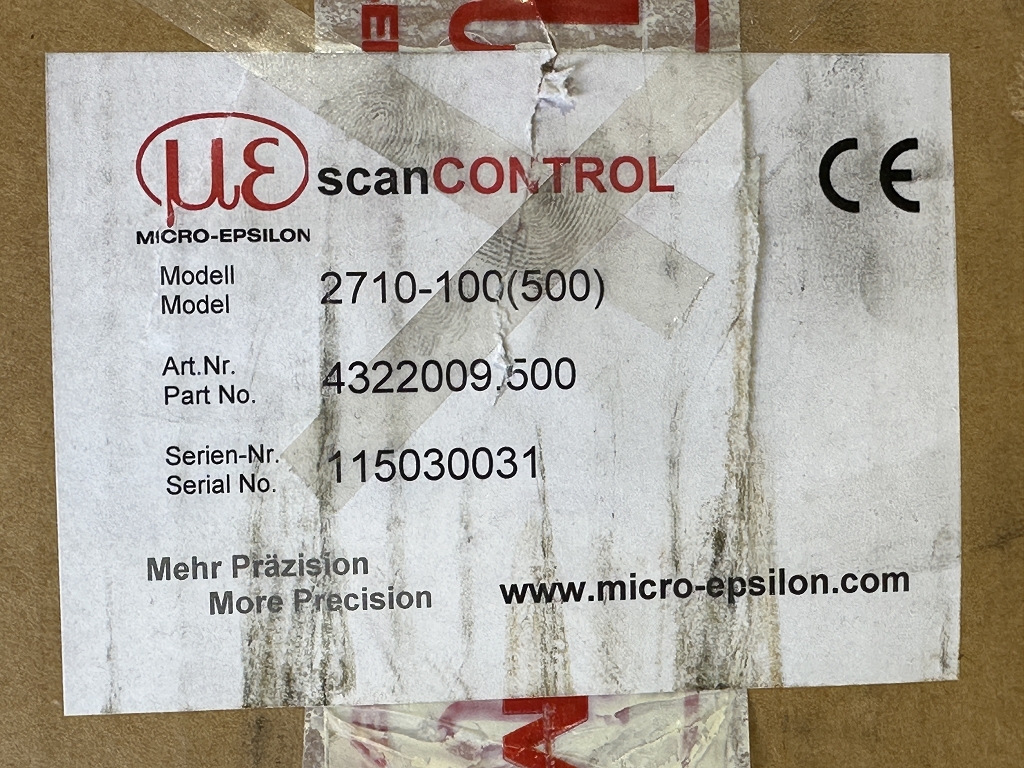 µε scanCONTROL CE
MICRO-EPSILON
Modell
Model 2710-100(500)
Art.Nr.
Part No. 4322009.500
Serien-Nr.
Serial No. 115030031
Mehr Präzision
More Precision www.micro-epsilon.com